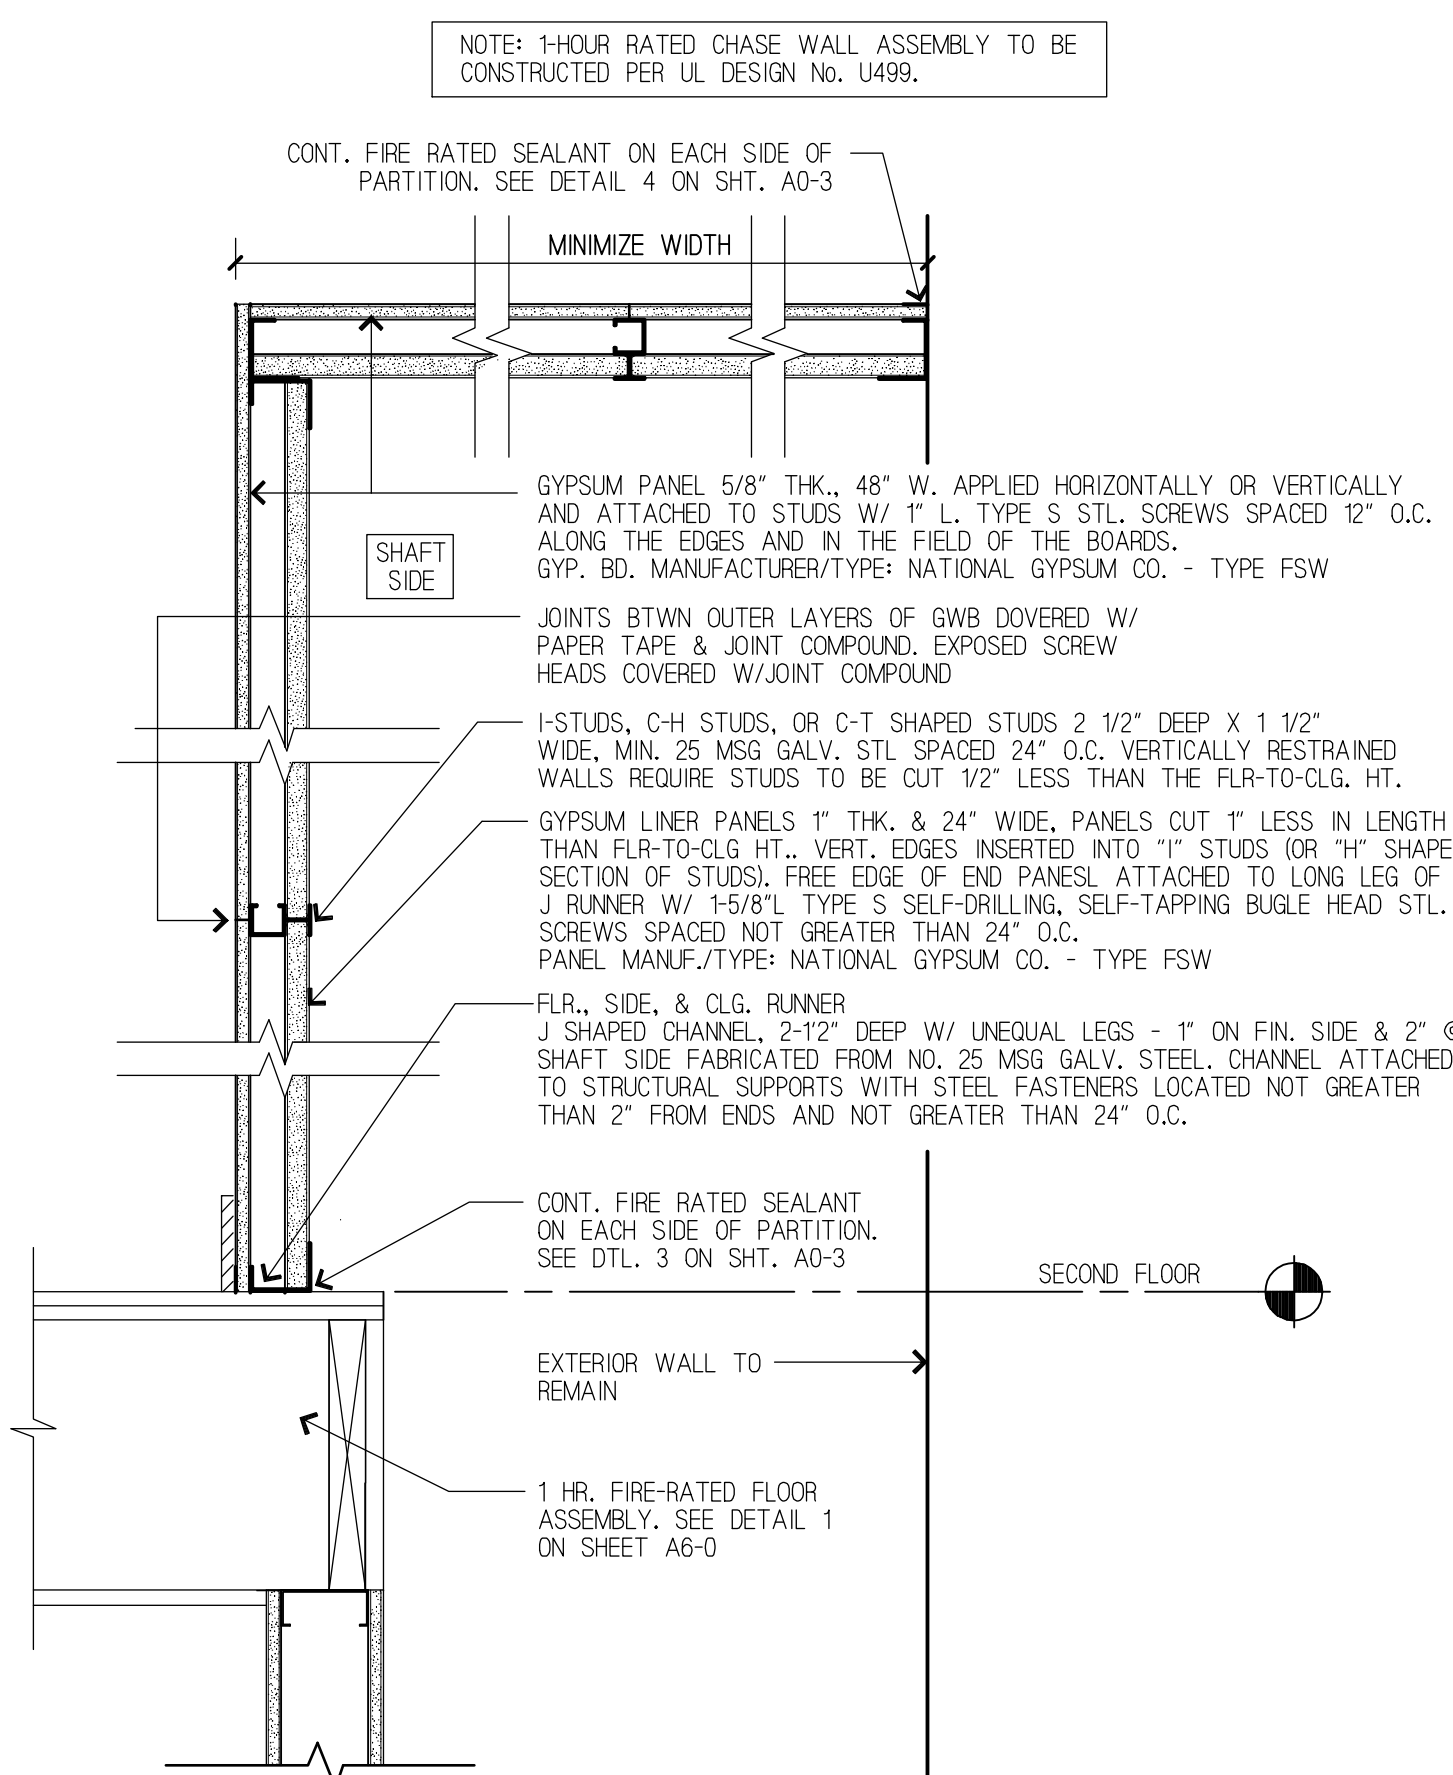 NOTE: 1-HOUR RATED CHASE WALL ASSEMBLY TO BE
CONSTRUCTED PER UL DESIGN No. U499.
CONT. FIRE RATED SEALANT ON EACH SIDE OF
PARTITION. SEE DETAIL 4 ON SHT. A0-3
MINIMIZE WIDTH
GYPSUM PANEL 5/8" THK., 48" W. APPLIED HORIZONTALLY OR VERTICALLY
AND ATTACHED TO STUDS W/ 1" L. TYPE S STL. SCREWS SPACED 12" O.C.
ALONG THE EDGES AND IN THE FIELD OF THE BOARDS.
GYP. BD. MANUFACTURER/TYPE: NATIONAL GYPSUM CO. - TYPE FSW
SHAFT
SIDE
JOINTS BTWN OUTER LAYERS OF GWB DOVERED W/
PAPER TAPE & JOINT COMPOUND. EXPOSED SCREW
HEADS COVERED W/JOINT COMPOUND
I-STUDS, C-H STUDS, OR C-T SHAPED STUDS 2 1/2" DEEP X 1 1/2"
WIDE, MIN. 25 MSG GALV. STL SPACED 24" O.C. VERTICALLY RESTRAINED
WALLS REQUIRE STUDS TO BE CUT 1/2" LESS THAN THE FLR-TO-CLG. HT.
GYPSUM LINER PANELS 1" THK. & 24" WIDE, PANELS CUT 1" LESS IN LENGTH
THAN FLR-TO-CLG HT.. VERT. EDGES INSERTED INTO "I" STUDS (OR "H" SHAPE
SECTION OF STUDS). FREE EDGE OF END PANESL ATTACHED TO LONG LEG OF
J RUNNER W/ 1-5/8"L TYPE S SELF-DRILLING, SELF-TAPPING BUGLE HEAD STL.
SCREWS SPACED NOT GREATER THAN 24" O.C.
PANEL MANUF./TYPE: NATIONAL GYPSUM CO. - TYPE FSW
FLR., SIDE, & CLG. RUNNER
J SHAPED CHANNEL, 2-1'2" DEEP W/ UNEQUAL LEGS - 1" ON FIN. SIDE & 2" @
SHAFT SIDE FABRICATED FROM NO. 25 MSG GALV. STEEL. CHANNEL ATTACHED
TO STRUCTURAL SUPPORTS WITH STEEL FASTENERS LOCATED NOT GREATER
THAN 2" FROM ENDS AND NOT GREATER THAN 24" O.C.
CONT. FIRE RATED SEALANT
ON EACH SIDE OF PARTITION.
SEE DTL. 3 ON SHT. A0-3
SECOND FLOOR
EXTERIOR WALL TO
REMAIN
1 HR. FIRE-RATED FLOOR
ASSEMBLY. SEE DETAIL 1
ON SHEET A6-0